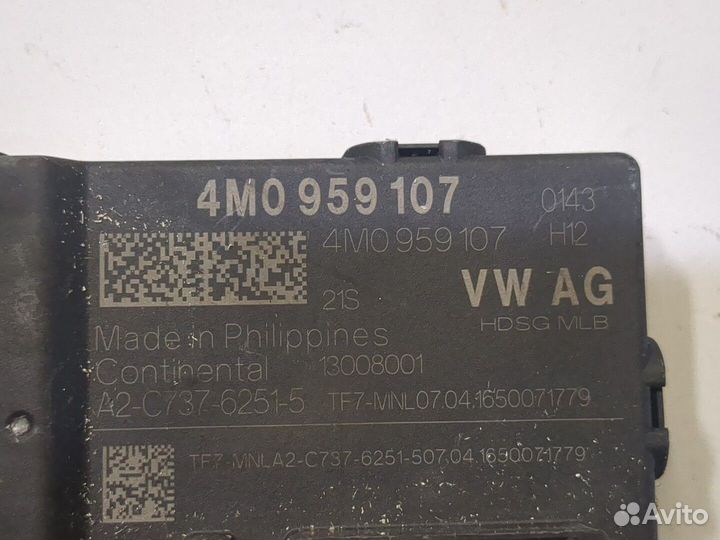 4M0 959 107 0143
4M0 959 107 H12
21S VW AG
HDSG MLB
Made in Philippines
Continental 13008001
A2-C737-6251-5 TF7-MNL07.04.1650071779
TF7-MNLA2-C737-6251-507.04.1650071779
Avito